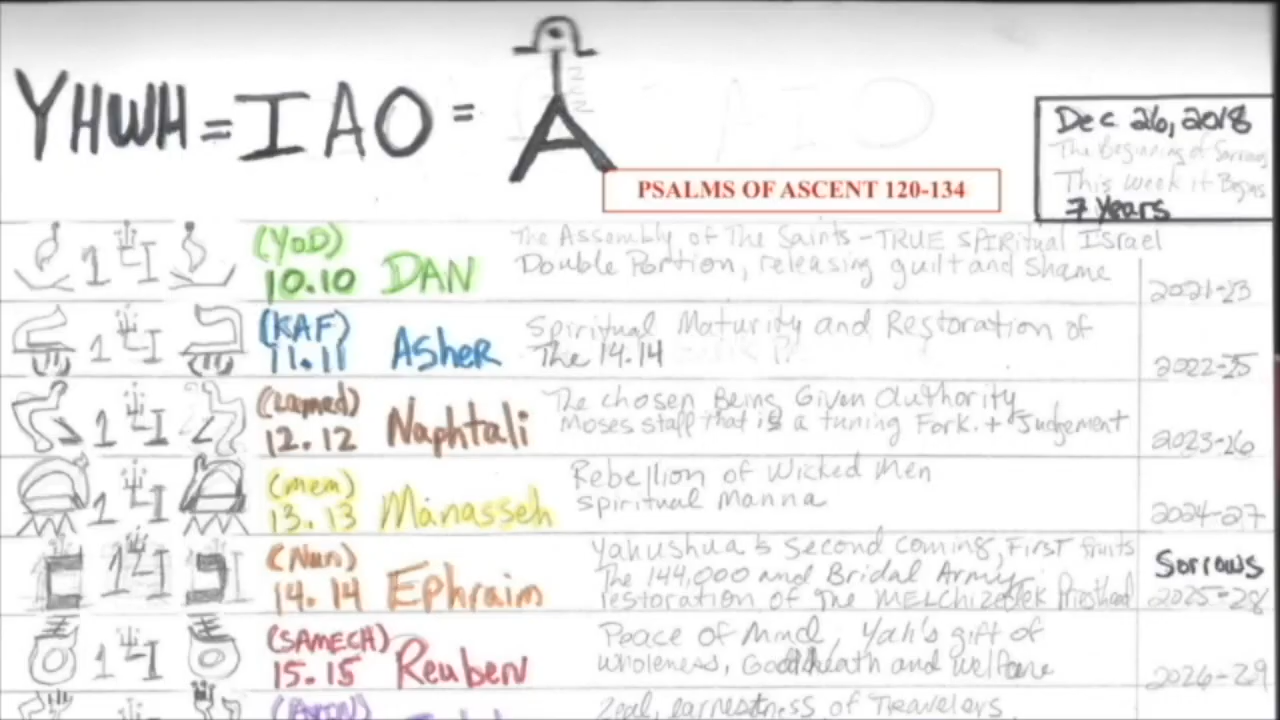 YHWH = IAO =
Dec 26, 2018
The Beginning of Sorrows
This Week it Begins
7 Years
PSALMS OF ASCENT 120-134
(YOD)
10.10 DAN
The Assembly of The Saints - TRUE SPIRitual Israel
Double Portion, releasing guilt and Shame
2021-23
(KAF)
11.11 Asher
Spiritual Maturity and Restoration of
The 14.14
2022-25
(Lamed)
12.12 Naphtali
The chosen Being Given Authority
Moses staff that is a tuning Fork. + Judgement
2023-26
(mem)
13.13 Manasseh
Rebellion of Wicked Men
spiritual Manna
2024-27
(Nun)
14.14 Ephraim
Yahushua's second coming, First fruits
The 144,000 and Bridal Army
restoration of The MELCHizadek Priesthood
Sorrows
2025-28
(SAMECH)
15.15 Reuben
Peace of Mind, Yah's gift of
wholeness, Good heath and welfare
2026-29
(AYIN)
zeal, earnestness of Travelers